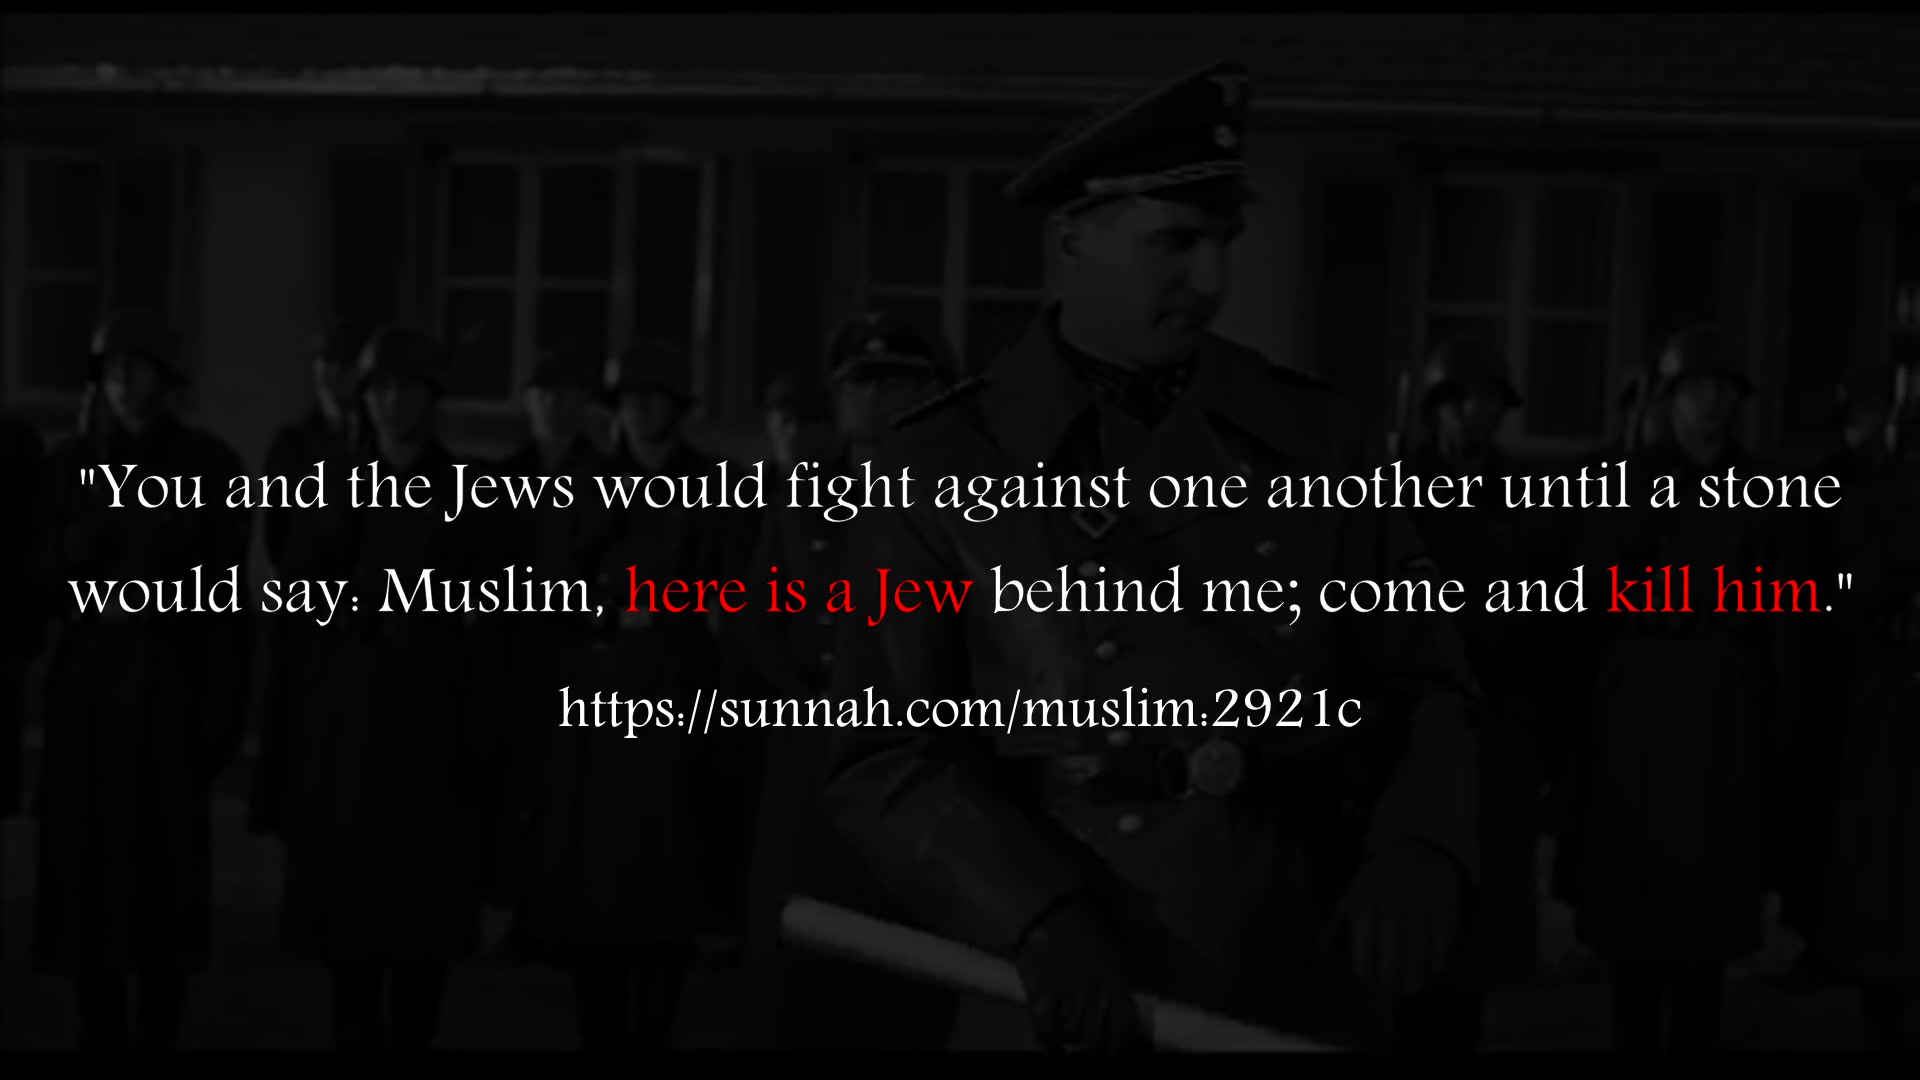 "You and the Jews would fight against one another until a stone
would say: Muslim, here is a Jew behind me; come and kill him."
https://sunnah.com/muslim:2921c